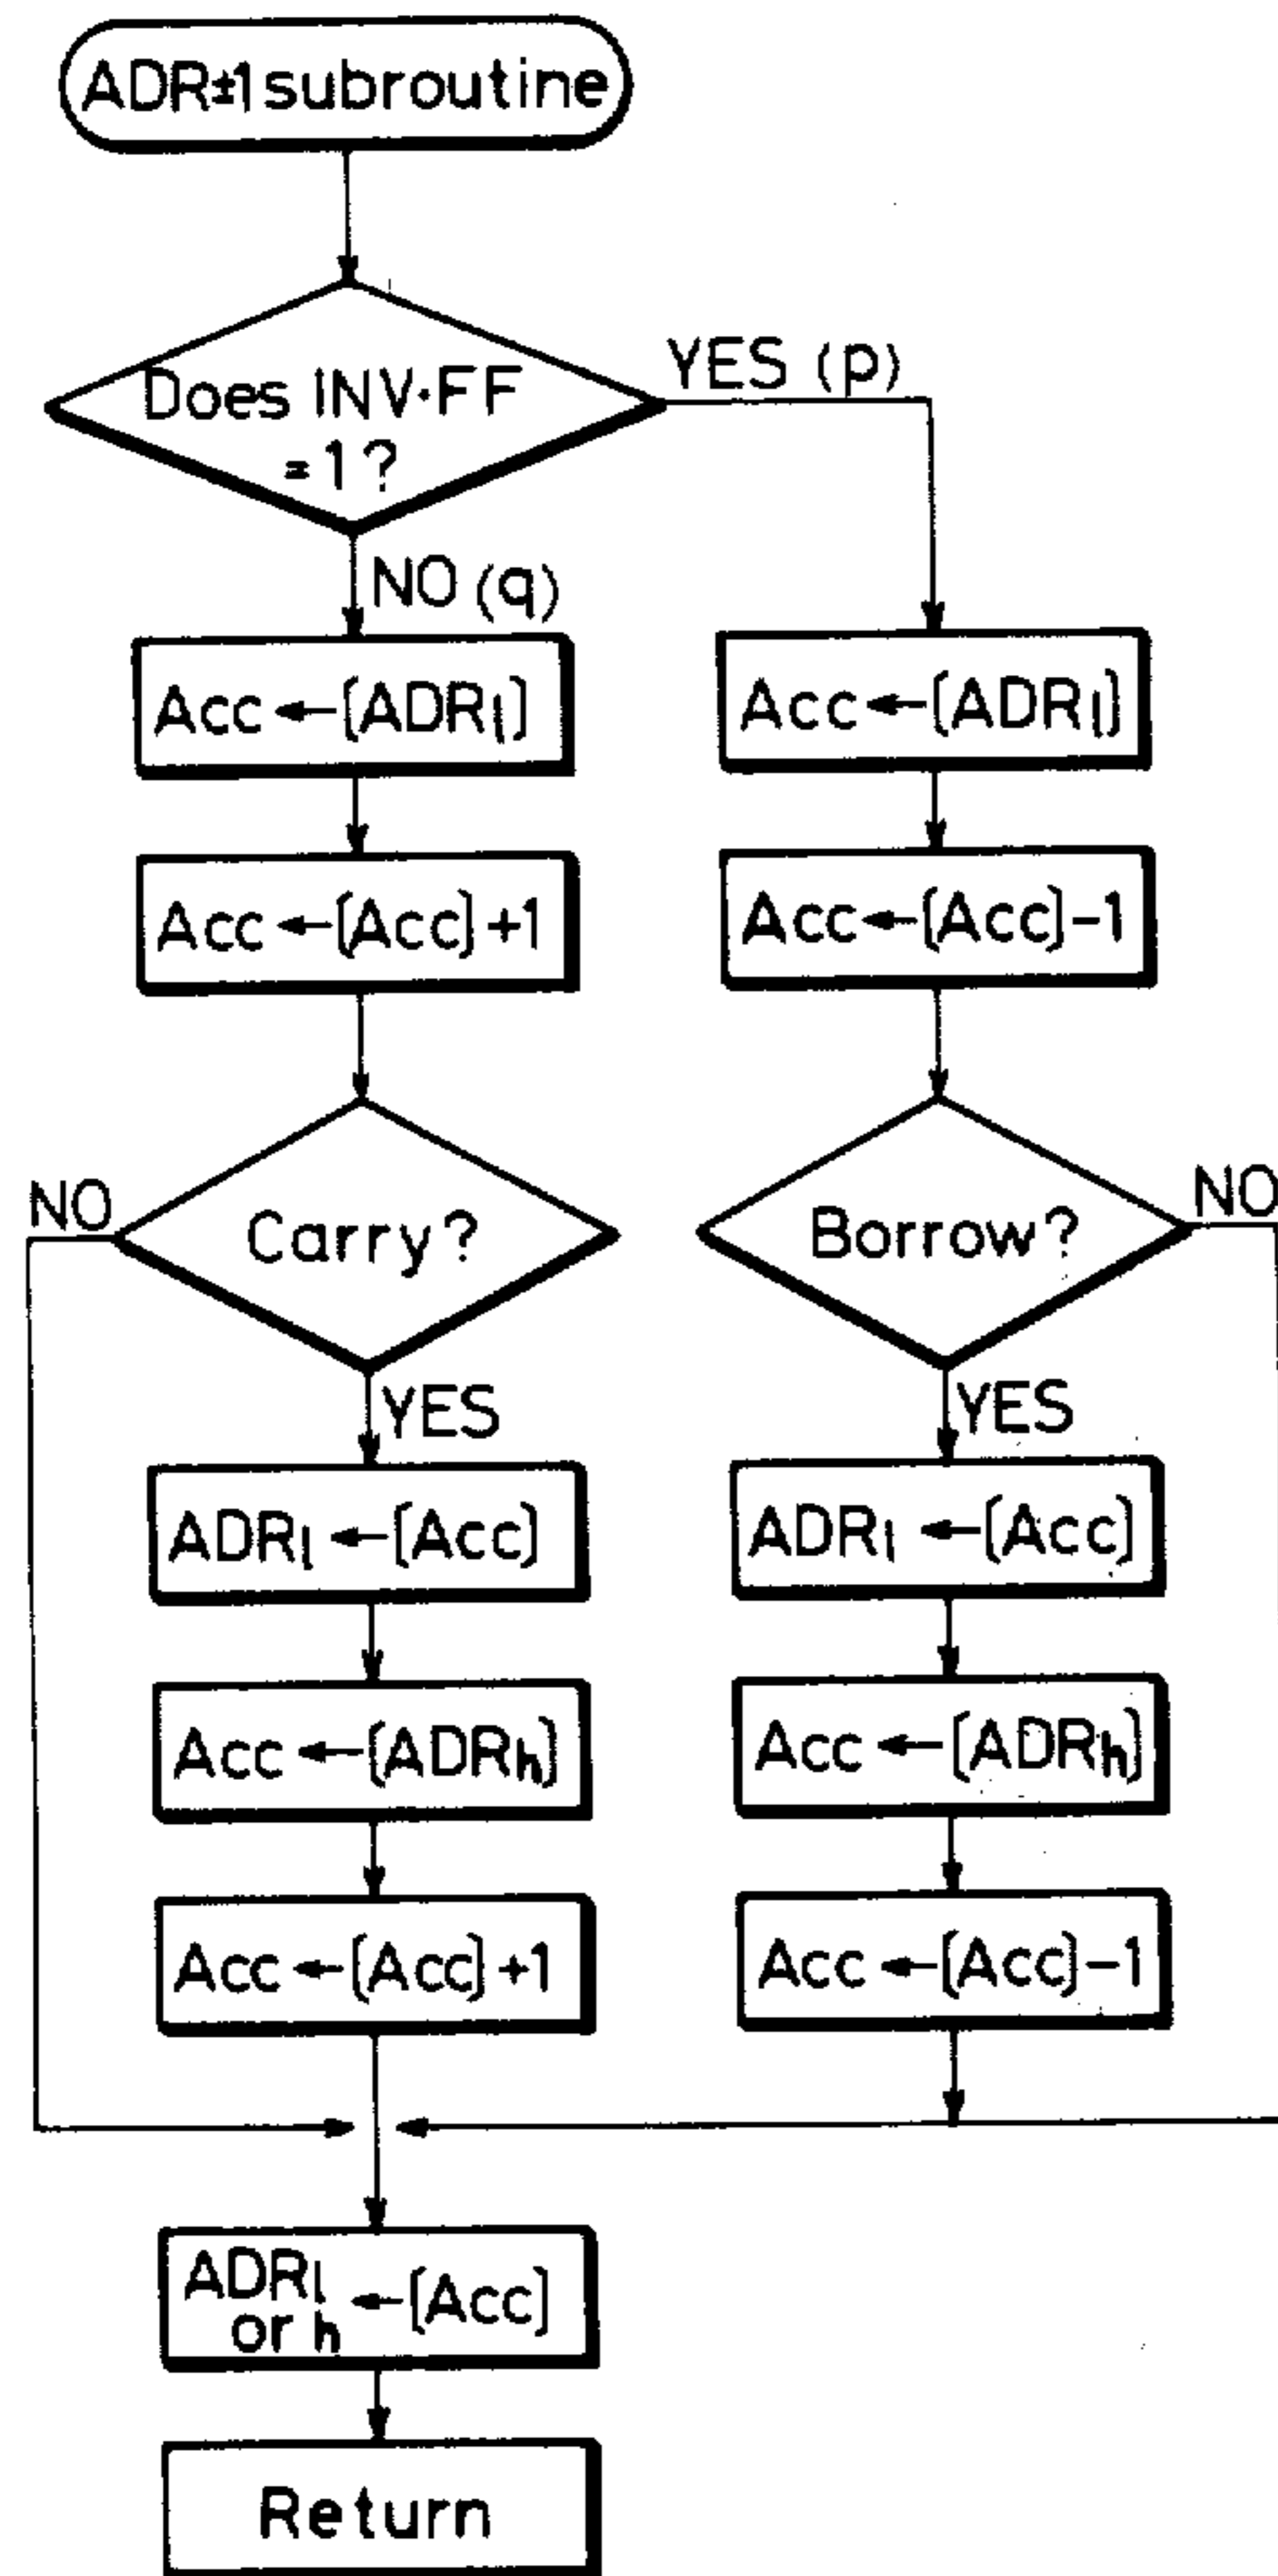 ADR±1 subroutine
Does INV·FF
=1?
YES (p)
NO (q)
Acc ← [ADRl]
Acc ← [Acc]+1
Carry?
NO
YES
ADRl ← [Acc]
Acc ← [ADRh]
Acc ← [Acc]+1
Acc ← [ADRl]
Acc ← [Acc]-1
Borrow?
NO
YES
ADRl ← [Acc]
Acc ← [ADRh]
Acc ← [Acc]-1
ADRl ← [Acc]
or h
Return